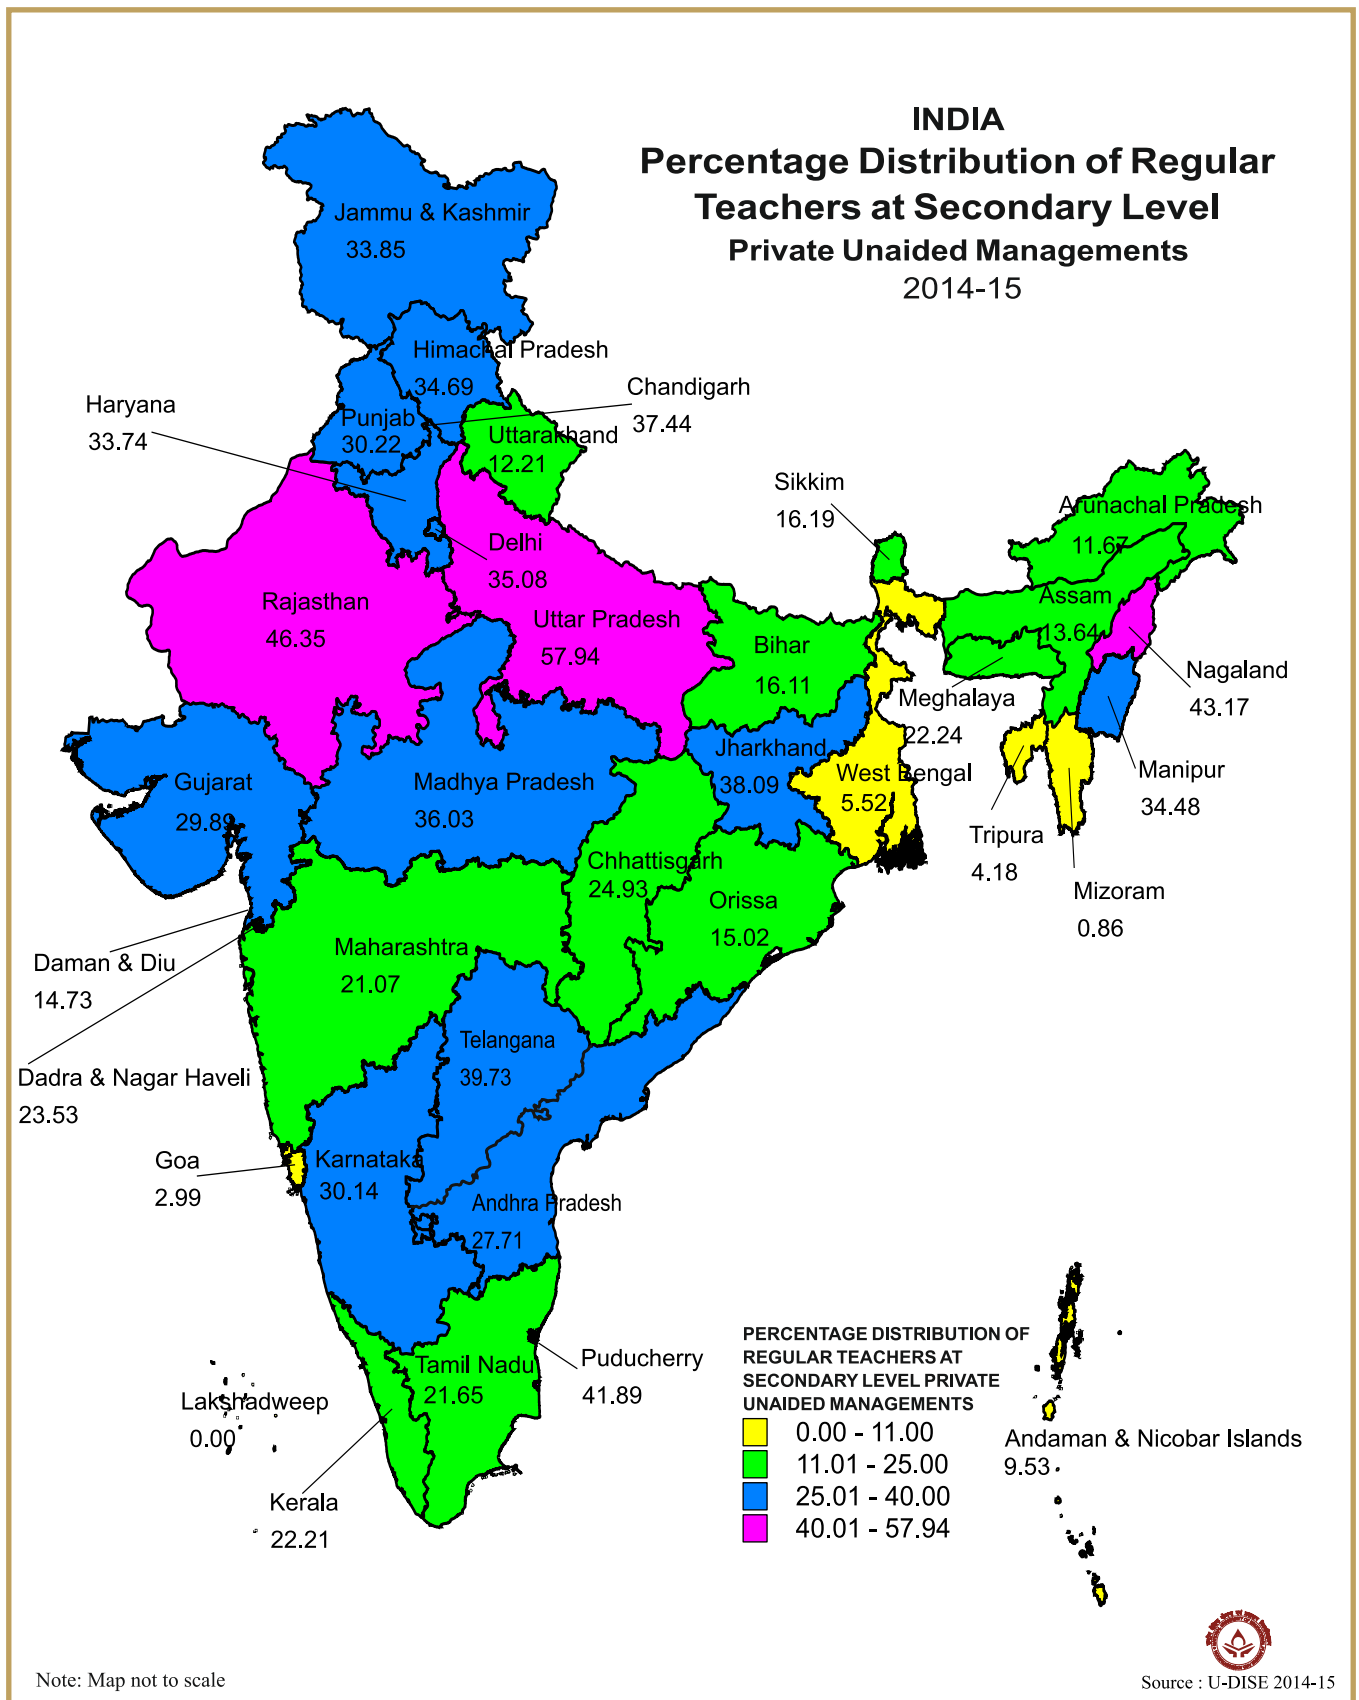 INDIA
Percentage Distribution of Regular
Teachers at Secondary Level
Private Unaided Managements
2014-15
Jammu & Kashmir
33.85
Himachal Pradesh
34.69
Chandigarh
37.44
Haryana
33.74
Punjab
30.22
Uttarakhand
12.21
Sikkim
16.19
Arunachal Pradesh
11.67
Delhi
35.08
Rajasthan
46.35
Uttar Pradesh
57.94
Assam
13.64
Bihar
16.11
Nagaland
43.17
Meghalaya
22.24
Jharkhand
38.09
West Bengal
5.52
Manipur
34.48
Gujarat
29.89
Madhya Pradesh
36.03
Tripura
4.18
Mizoram
0.86
Chhattisgarh
24.93
Orissa
15.02
Maharashtra
21.07
Daman & Diu
14.73
Telangana
39.73
Dadra & Nagar Haveli
23.53
Goa
2.99
Karnataka
30.14
Andhra Pradesh
27.71
Tamil Nadu
21.65
Puducherry
41.89
Lakshadweep
0.00
Kerala
22.21
PERCENTAGE DISTRIBUTION OF
REGULAR TEACHERS AT
SECONDARY LEVEL PRIVATE
UNAIDED MANAGEMENTS
0.00 - 11.00
11.01 - 25.00
25.01 - 40.00
40.01 - 57.94
Andaman & Nicobar Islands
9.53
Note: Map not to scale
Source : U-DISE 2014-15